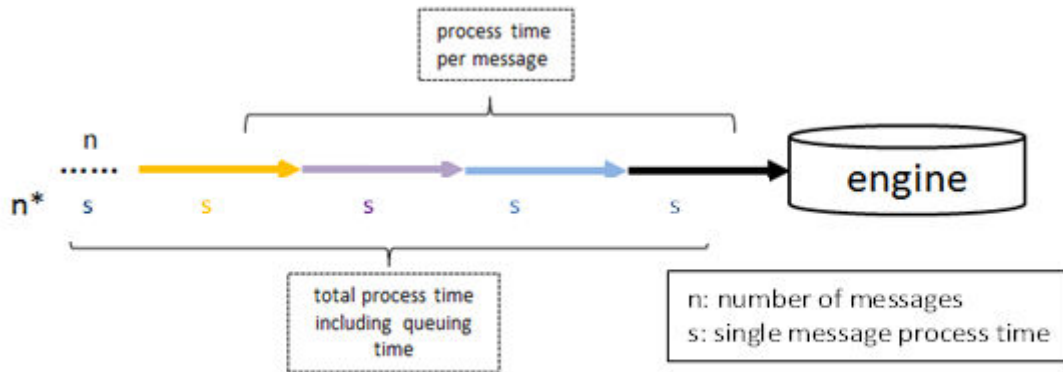 process time
per message
n
......
engine
n* s s s s s
total process time
including queuing
time
n: number of messages
s: single message process time